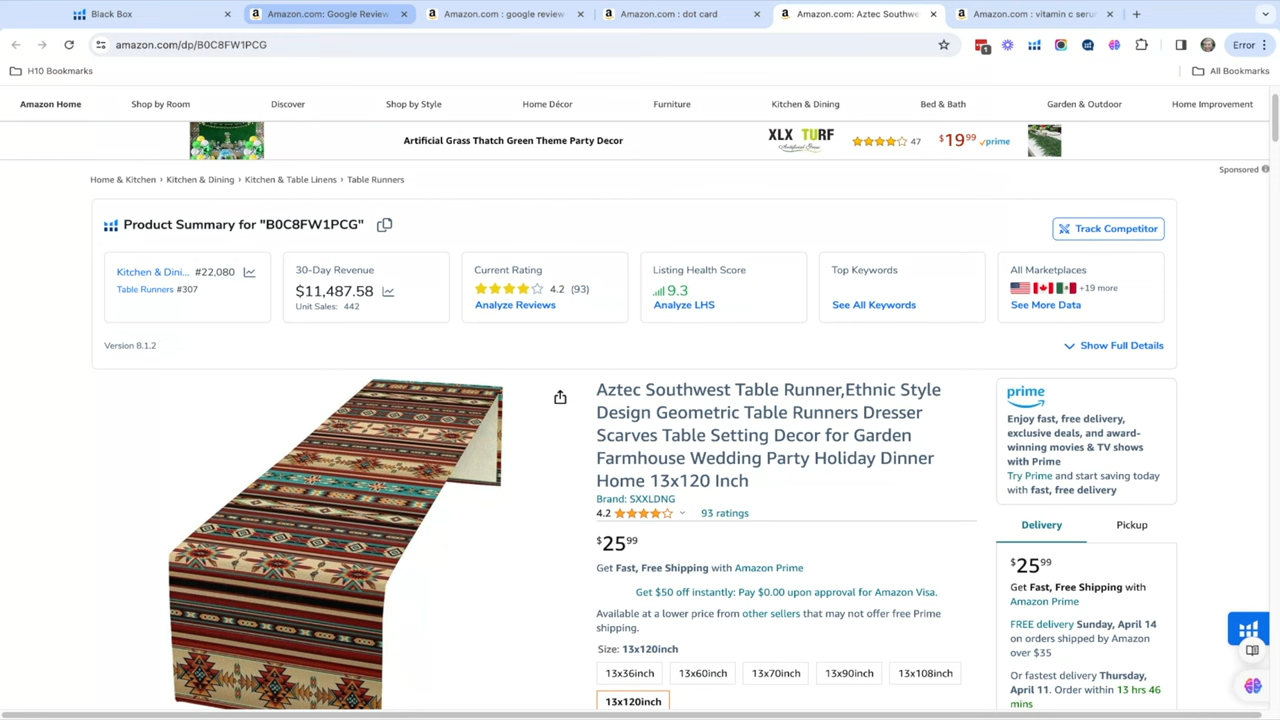 Black Box
Amazon.com: Google Review
Amazon.com : google review
Amazon.com : dot card
Amazon.com: Aztec Southwe
Amazon.com : vitamin c serun
amazon.com/dp/B0C8FW1PCG
1
Error
H10 Bookmarks
All Bookmarks
Amazon Home
Shop by Room
Discover
Shop by Style
Home Décor
Furniture
Kitchen & Dining
Bed & Bath
Garden & Outdoor
Home Improvement
Artificial Grass Thatch Green Theme Party Decor
XLX TURF
Artificial Grass
47
$19.99 prime
Sponsored
Home & Kitchen › Kitchen & Dining › Kitchen & Table Linens › Table Runners
Product Summary for "B0C8FW1PCG"
Track Competitor
Kitchen & Dini... #22,080
Table Runners #307
30-Day Revenue
$11,487.58
Unit Sales: 442
Current Rating
4.2 (93)
Analyze Reviews
Listing Health Score
9.3
Analyze LHS
Top Keywords
See All Keywords
All Marketplaces
+19 more
See More Data
Version 8.1.2
Show Full Details
Aztec Southwest Table Runner,Ethnic Style
Design Geometric Table Runners Dresser
Scarves Table Setting Decor for Garden
Farmhouse Wedding Party Holiday Dinner
Home 13x120 Inch
Brand: SXXLDNG
4.2
93 ratings
$25.99
Get Fast, Free Shipping with Amazon Prime
Get $50 off instantly: Pay $0.00 upon approval for Amazon Visa.
Available at a lower price from other sellers that may not offer free Prime
shipping.
Size: 13x120inch
13x36inch
13x60inch
13x70inch
13x90inch
13x108inch
13x120inch
prime
Enjoy fast, free delivery,
exclusive deals, and award-
winning movies & TV shows
with Prime
Try Prime and start saving today
with fast, free delivery
Delivery
Pickup
$25.99
Get Fast, Free Shipping with
Amazon Prime
FREE delivery Sunday, April 14
on orders shipped by Amazon
over $35
Or fastest delivery Thursday,
April 11. Order within 13 hrs 46
mins